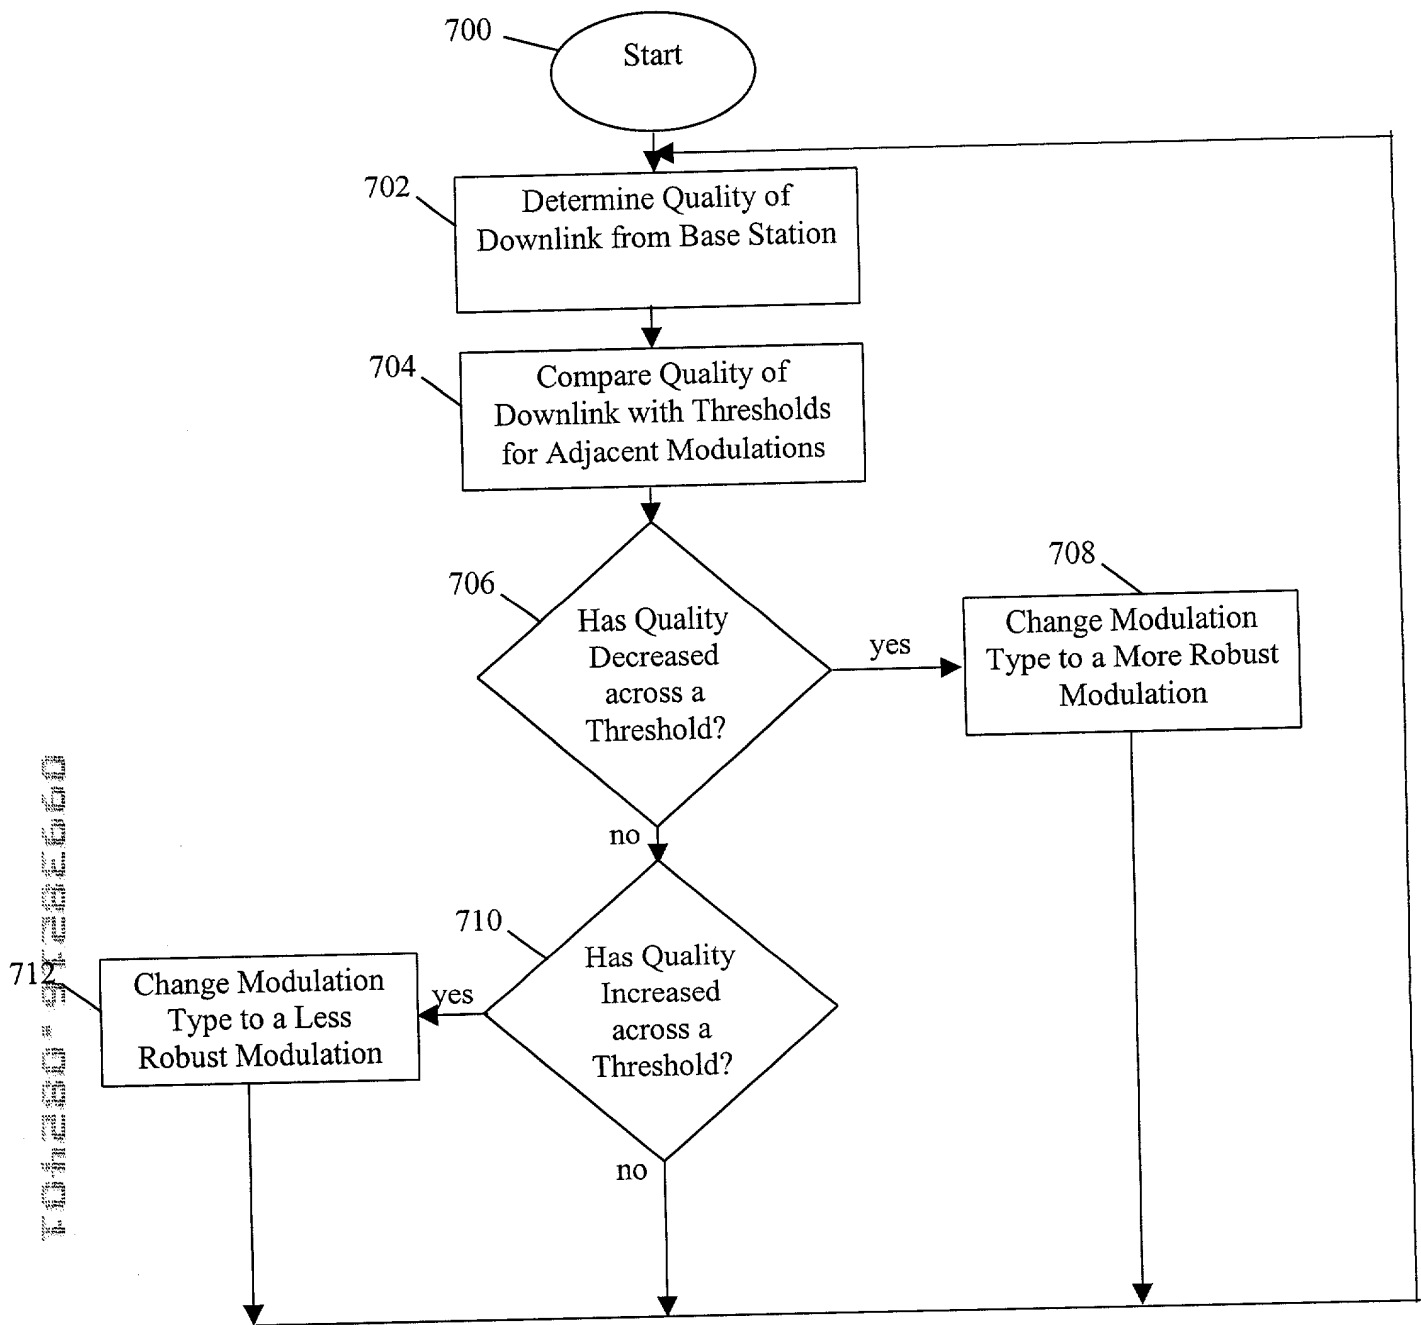 700
Start
702
Determine Quality of
Downlink from Base Station
704
Compare Quality of
Downlink with Thresholds
for Adjacent Modulations
706
Has Quality
Decreased
across a
Threshold?
yes
708
Change Modulation
Type to a More Robust
Modulation
no
710
Has Quality
Increased
across a
Threshold?
yes
712
Change Modulation
Type to a Less
Robust Modulation
no